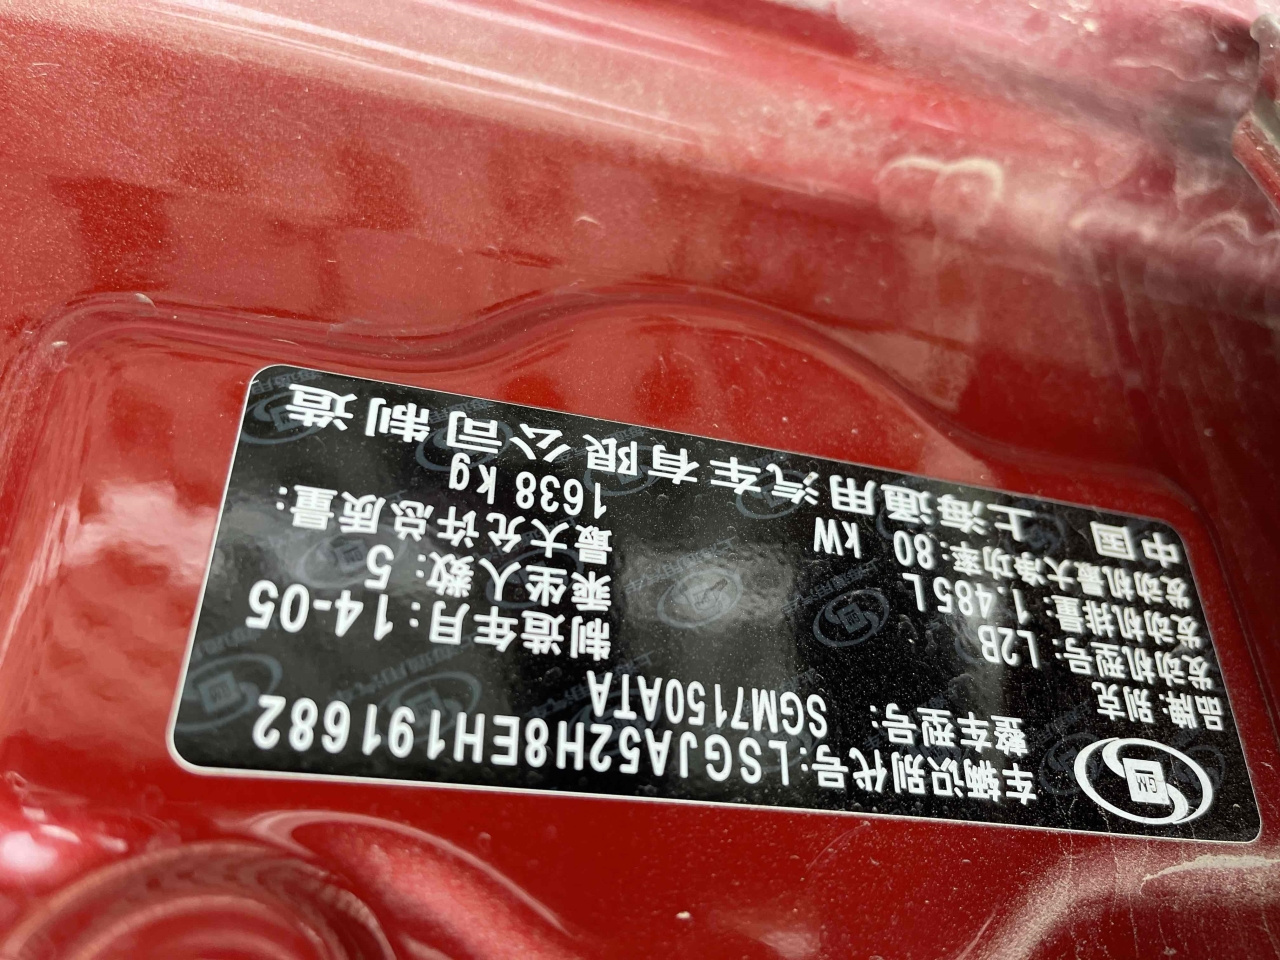 车辆识别代号:LSGJA52H8EH191682
整车型号: SGM7150ATA
品牌: 别克
制造年月: 14-05
发动机型号: L2B
乘坐人数: 5
发动机排量: 1.485 L
最大允许总质量: 1638 kg
发动机最大净功率: 80 kW
中国 上海通用汽车有限公司 制造